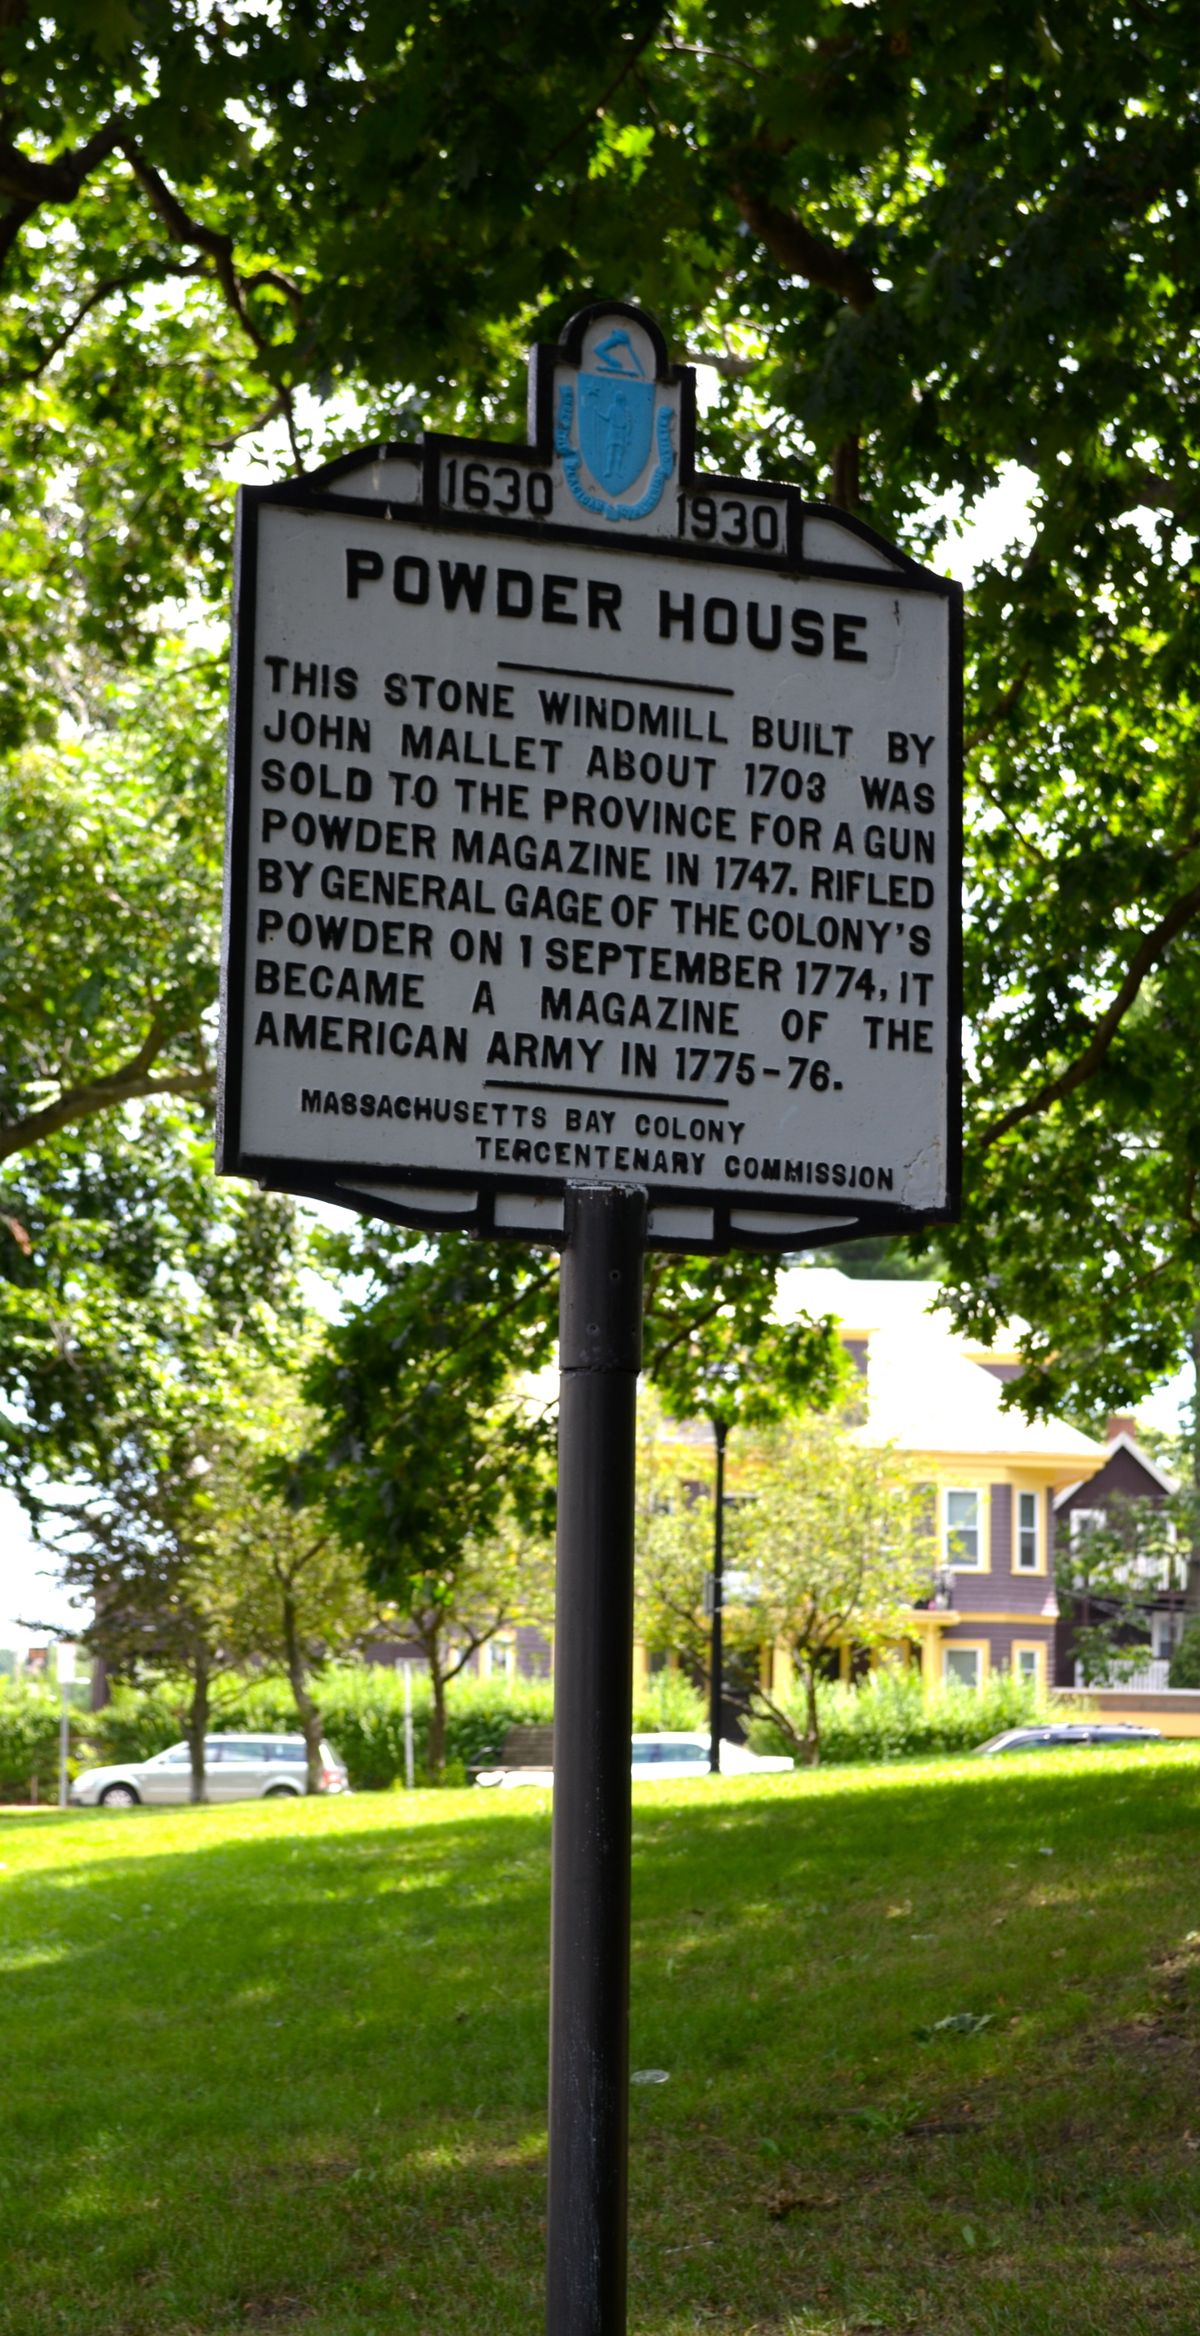 1630 1930
POWDER HOUSE
THIS STONE WINDMILL BUILT BY
JOHN MALLET ABOUT 1703 WAS
SOLD TO THE PROVINCE FOR A GUN
POWDER MAGAZINE IN 1747. RIFLED
BY GENERAL GAGE OF THE COLONY'S
POWDER ON 1 SEPTEMBER 1774, IT
BECAME A MAGAZINE OF THE
AMERICAN ARMY IN 1775-76.
MASSACHUSETTS BAY COLONY
TERCENTENARY COMMISSION